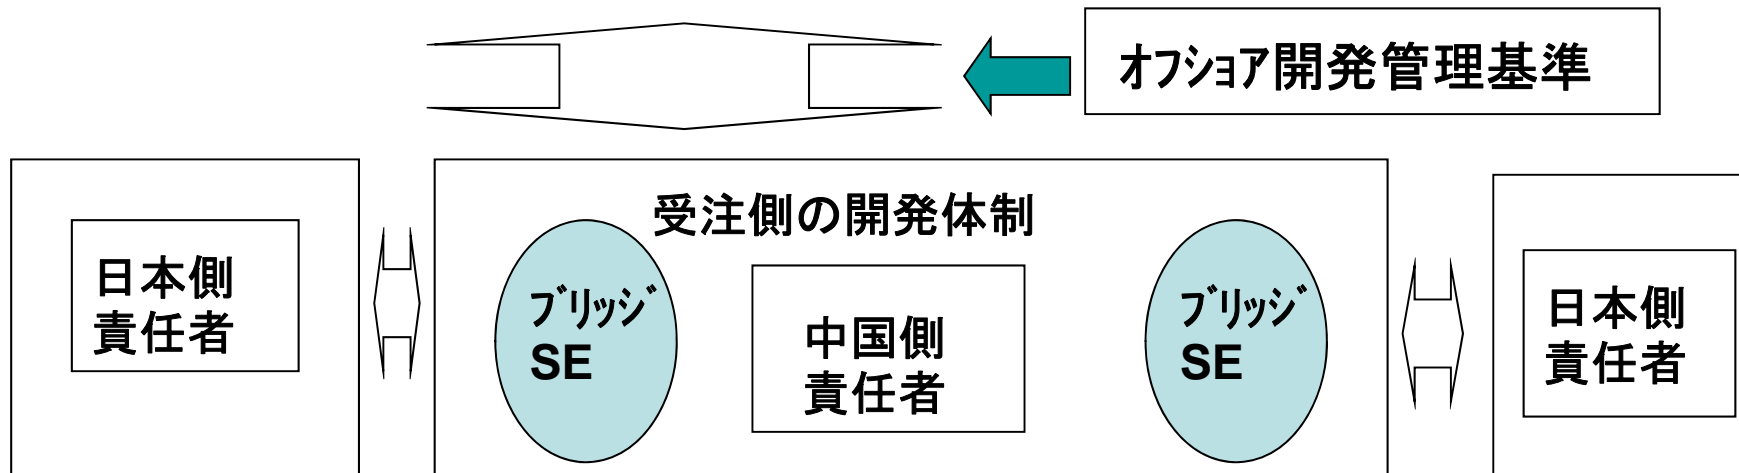 ｵﾌｼｮｱ開発管理基準
受注側の開発体制
日本側
責任者
ﾌﾞﾘｯｼﾞ
SE
中国側
責任者
ﾌﾞﾘｯｼﾞ
SE
日本側
責任者